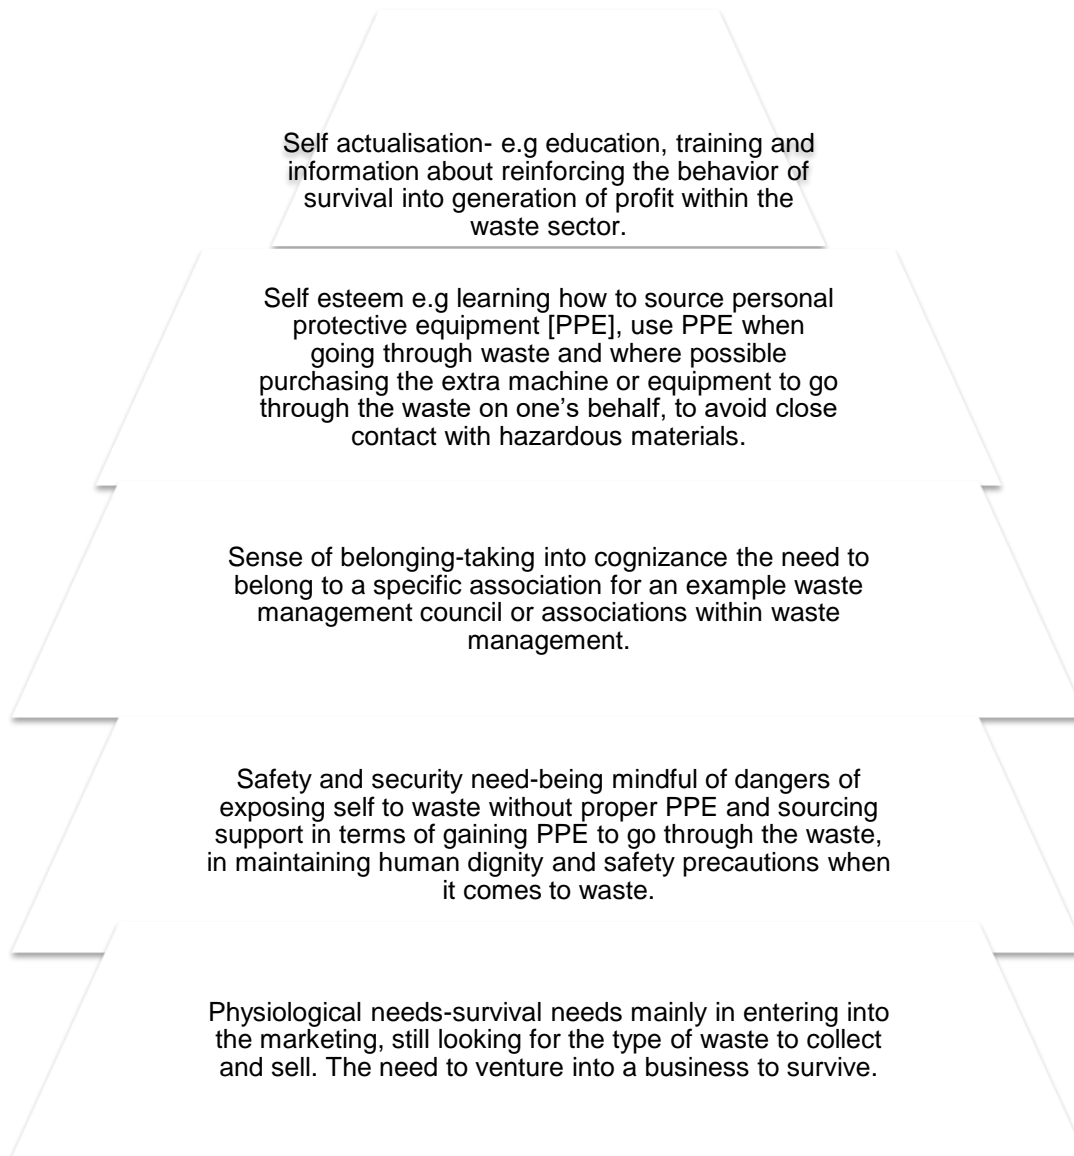 Self actualisation- e.g education, training and
information about reinforcing the behavior of
survival into generation of profit within the
waste sector.
Self esteem e.g learning how to source personal
protective equipment [PPE], use PPE when
going through waste and where possible
purchasing the extra machine or equipment to go
through the waste on one's behalf, to avoid close
contact with hazardous materials.
Sense of belonging-taking into cognizance the need to
belong to a specific association for an example waste
management council or associations within waste
management.
Safety and security need-being mindful of dangers of
exposing self to waste without proper PPE and sourcing
support in terms of gaining PPE to go through the waste,
in maintaining human dignity and safety precautions when
it comes to waste.
Physiological needs-survival needs mainly in entering into
the marketing, still looking for the type of waste to collect
and sell. The need to venture into a business to survive.